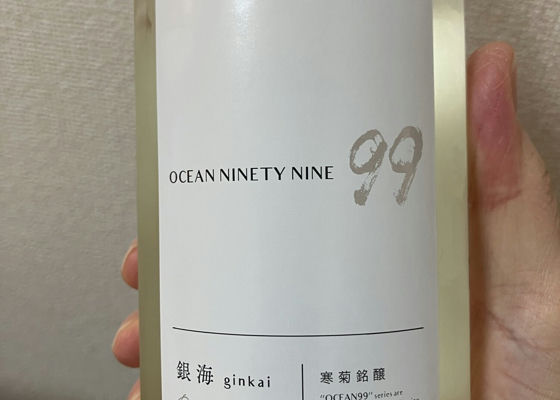 OCEAN NINETY NINE 99
銀海 ginkai
寒菊銘醸
"OCEAN99" series are